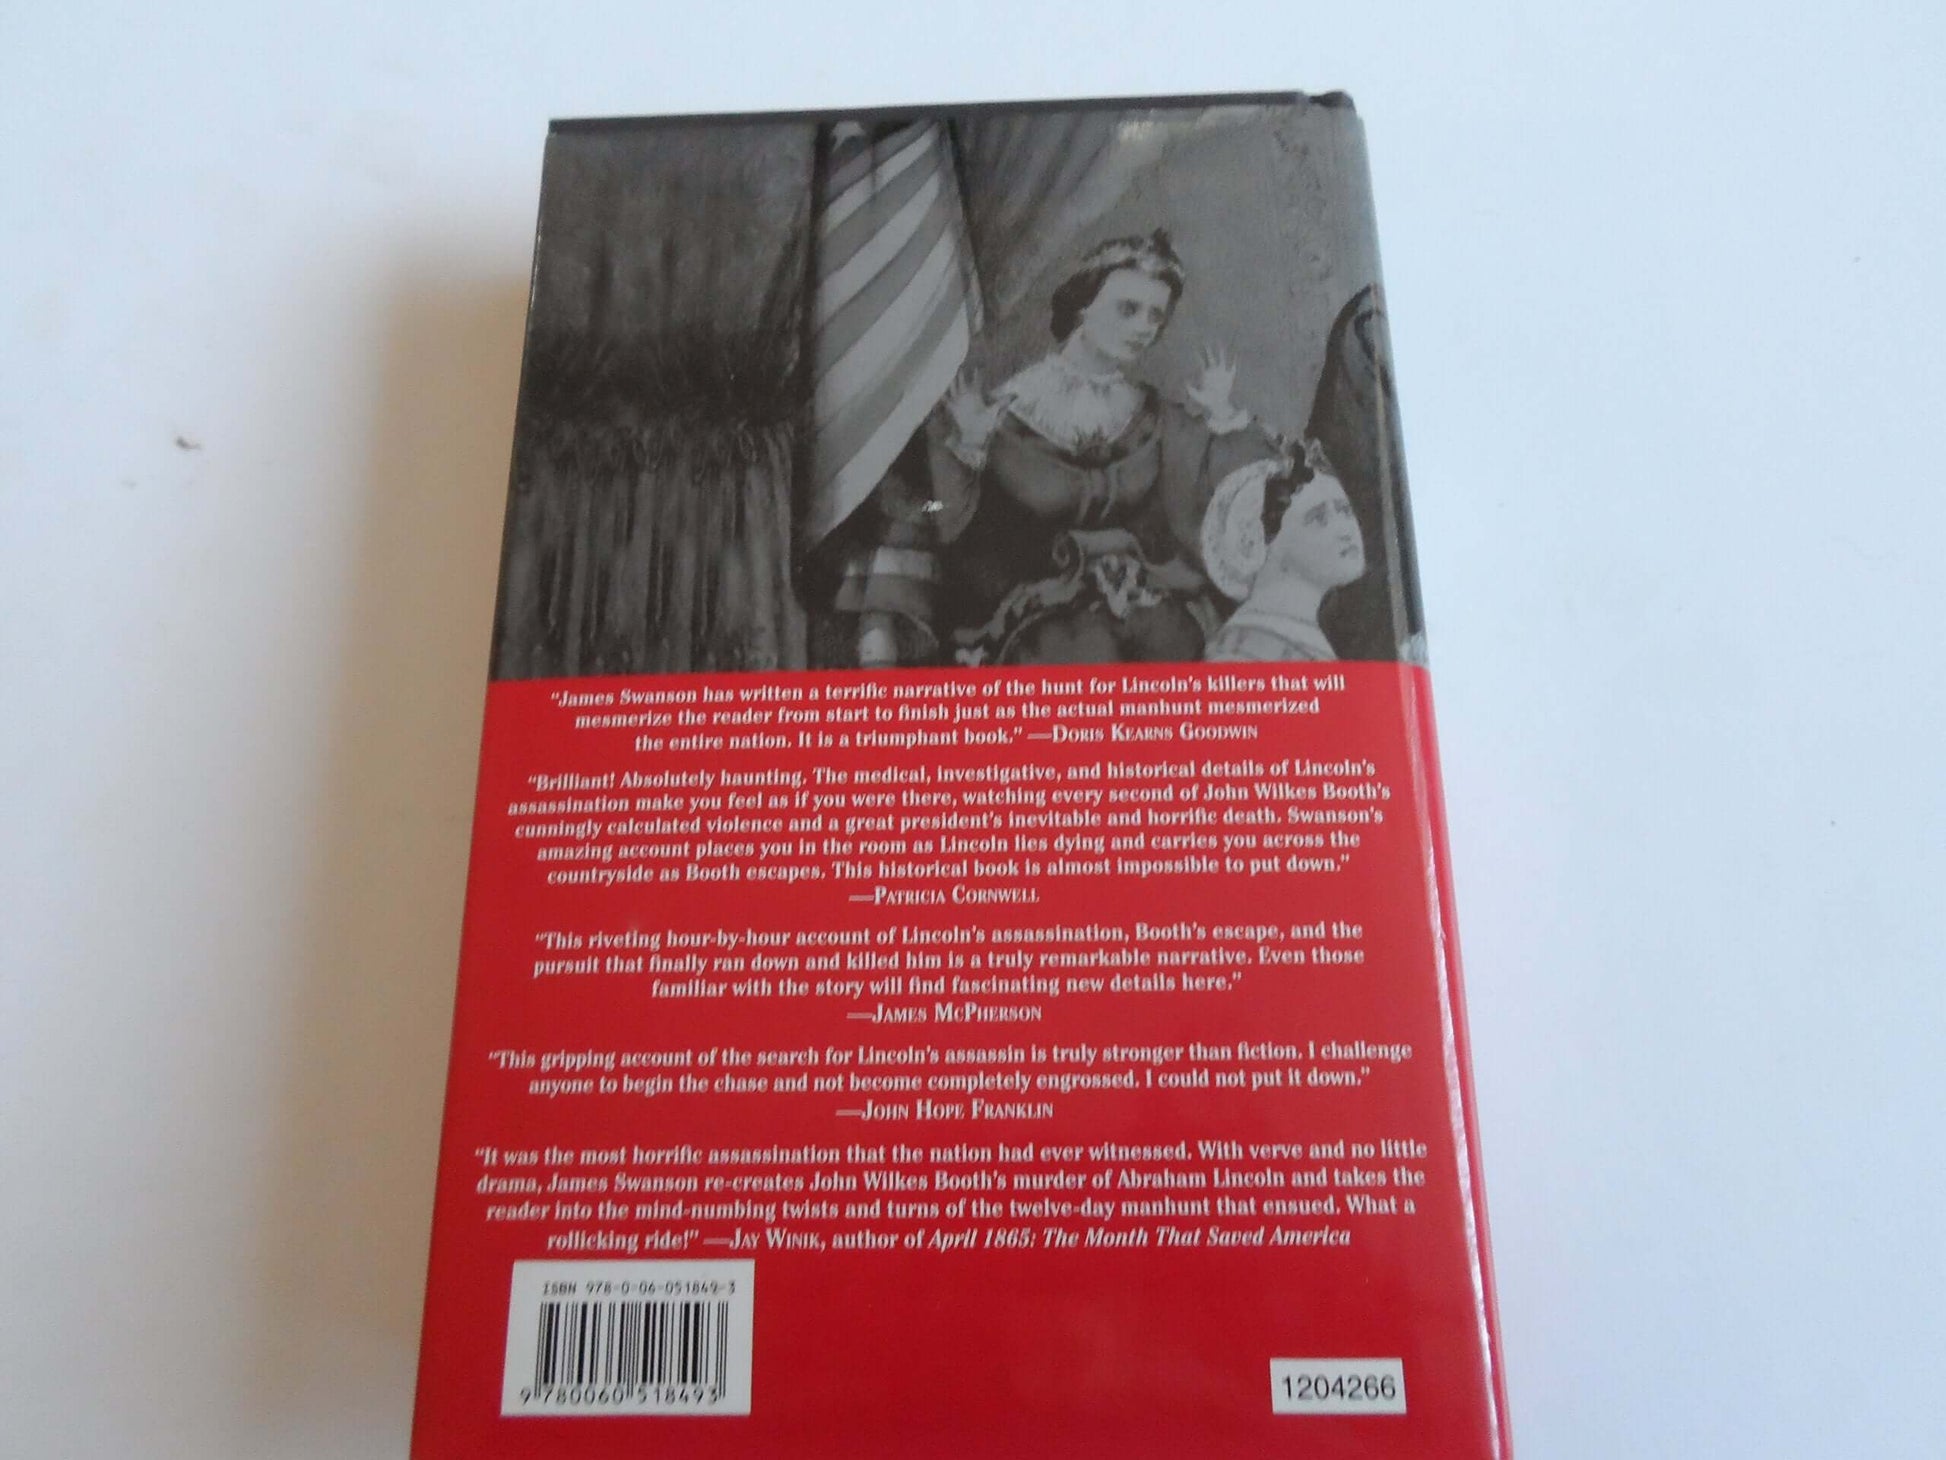 “James Swanson has written a terrific narrative of the hunt for Lincoln’s killers that will
mesmerize the reader from start to finish just as the actual manhunt mesmerized
the entire nation. It is a triumphant book.” —Doris Kearns Goodwin
“Brilliant! Absolutely haunting. The medical, investigative, and historical details of Lincoln’s
assassination make you feel as if you were there, watching every second of John Wilkes Booth’s
cunningly calculated violence and a great president’s inevitable and horrific death. Swanson’s
amazing account places you in the room as Lincoln lies dying and carries you across the
countryside as Booth escapes. This historical book is almost impossible to put down.”
—Patricia Cornwell
“This riveting hour-by-hour account of Lincoln’s assassination, Booth’s escape, and the
pursuit that finally ran down and killed him is a truly remarkable narrative. Even those
familiar with the story will find fascinating new details here.”
—James McPherson
“This gripping account of the search for Lincoln’s assassin is truly stronger than fiction. I challenge
anyone to begin the chase and not become completely engrossed. I could not put it down.”
—John Hope Franklin
“It was the most horrific assassination that the nation had ever witnessed. With verve and no little
drama, James Swanson re-creates John Wilkes Booth’s murder of Abraham Lincoln and takes the
reader into the mind-numbing twists and turns of the twelve-day manhunt that ensued. What a
rollicking ride!” —Jay Winik, author of April 1865: The Month That Saved America
ISBN 978-0-06-051849-3
9 780060 518493
1204266